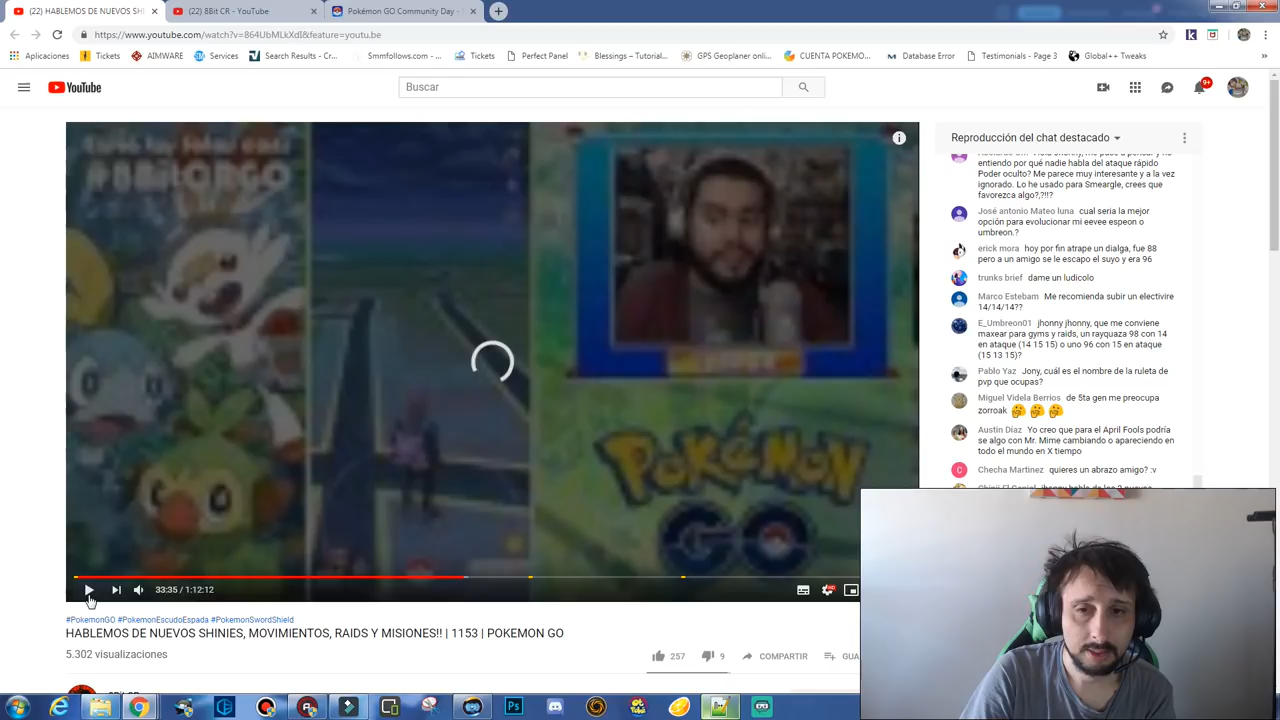 (22) HABLEMOS DE NUEVOS SHI
(22) 8Bit CR - YouTube
Pokémon GO Community Day -
https://www.youtube.com/watch?v=864UbMLkXdI&feature=youtu.be
Aplicaciones
Tickets
AIMWARE
Services
Search Results - Cr...
Smmfollows.com - ...
Tickets
Perfect Panel
Blessings – Tutorial...
GPS Geoplaner onlin...
CUENTA POKEMO...
Database Error
Testimonials - Page 3
Global++ Tweaks
YouTube
Buscar
9+
#8BITCRGO
Reproducción del chat destacado
entiendo por qué nadie habla del ataque rápido
Poder oculto? Me parece muy interesante y a la vez
ignorado. Lo he usado para Smeargle, crees que
favorezca algo?,?!!?
José antonio Mateo luna cual seria la mejor
opción para evolucionar mi eevee espeon o
umbreon.?
erick mora hoy por fin atrape un dialga, fue 88
pero a un amigo se le escapo el suyo y era 96
trunks brief dame un ludicolo
Marco Estebam Me recomienda subir un electivire
14/14/14??
E_Umbreon01 jhonny jhonny, que me conviene
maxear para gyms y raids, un rayquaza 98 con 14
en ataque (14 15 15) o uno 96 con 15 en ataque
(15 13 15)?
Pablo Yaz Jony, cuál es el nombre de la ruleta de
pvp que ocupas?
Miguel Videla Berrios de 5ta gen me preocupa
zorroak
Austin Díaz Yo creo que para el April Fools podría
se algo con Mr. Mime cambiando o apareciendo en
todo el mundo en X tiempo
Checha Martinez quieres un abrazo amigo? :v
POKÉMON
GO
33:35 / 1:12:12
HD
#PokemonGO #PokemonEscudoEspada #PokemonSwordShield
HABLEMOS DE NUEVOS SHINIES, MOVIMIENTOS, RAIDS Y MISIONES!! | 1153 | POKEMON GO
5.302 visualizaciones
257
9
COMPARTIR
GUA
Ps